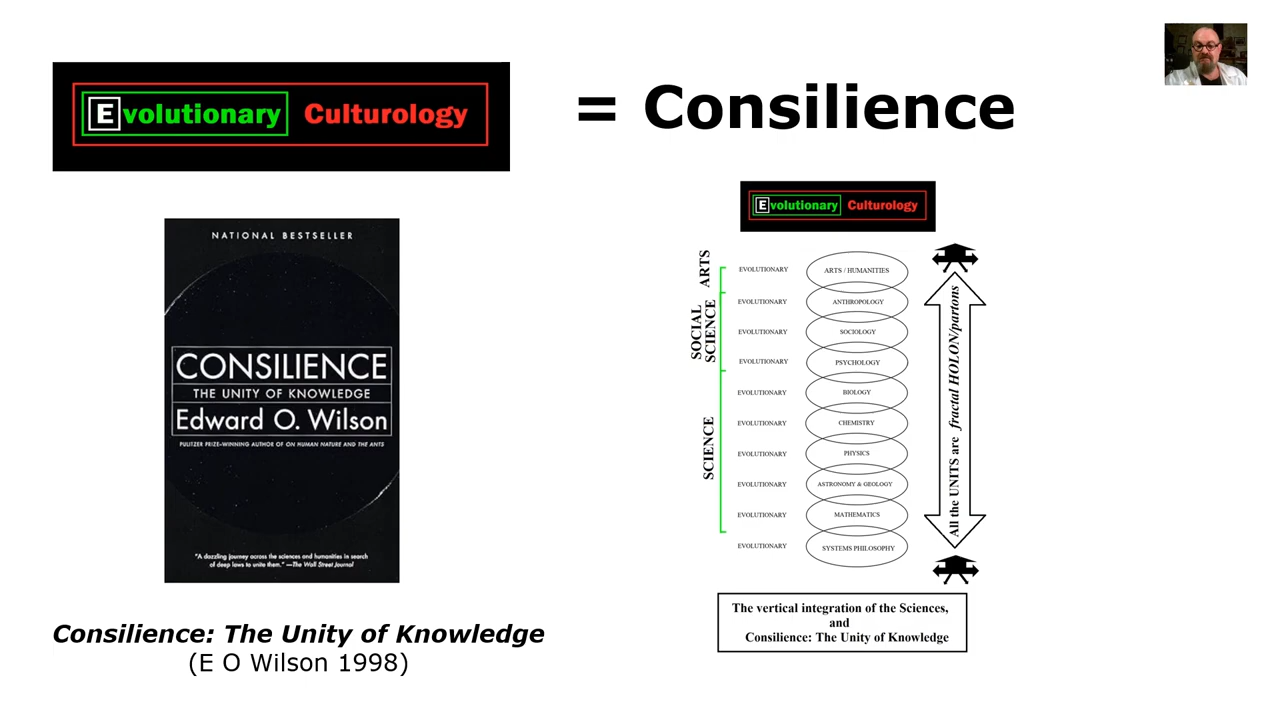 Evolutionary Culturology
= Consilience
NATIONAL BESTSELLER
CONSILIENCE
THE UNITY OF KNOWLEDGE
Edward O. Wilson
PULITZER PRIZE-WINNING AUTHOR OF ON HUMAN NATURE AND THE ANTS
"A dazzling journey across the sciences and humanities in search
of deep laws to unite them." —The Wall Street Journal
Consilience: The Unity of Knowledge
(E O Wilson 1998)
Evolutionary Culturology
ARTS
SOCIAL
SCIENCE
SCIENCE
EVOLUTIONARY ARTS / HUMANITIES
EVOLUTIONARY ANTHROPOLOGY
EVOLUTIONARY SOCIOLOGY
EVOLUTIONARY PSYCHOLOGY
EVOLUTIONARY BIOLOGY
EVOLUTIONARY CHEMISTRY
EVOLUTIONARY PHYSICS
EVOLUTIONARY ASTRONOMY & GEOLOGY
EVOLUTIONARY MATHEMATICS
EVOLUTIONARY SYSTEMS PHILOSOPHY
All the UNITS are fractal HOLON/partons
The vertical integration of the Sciences,
and
Consilience: The Unity of Knowledge